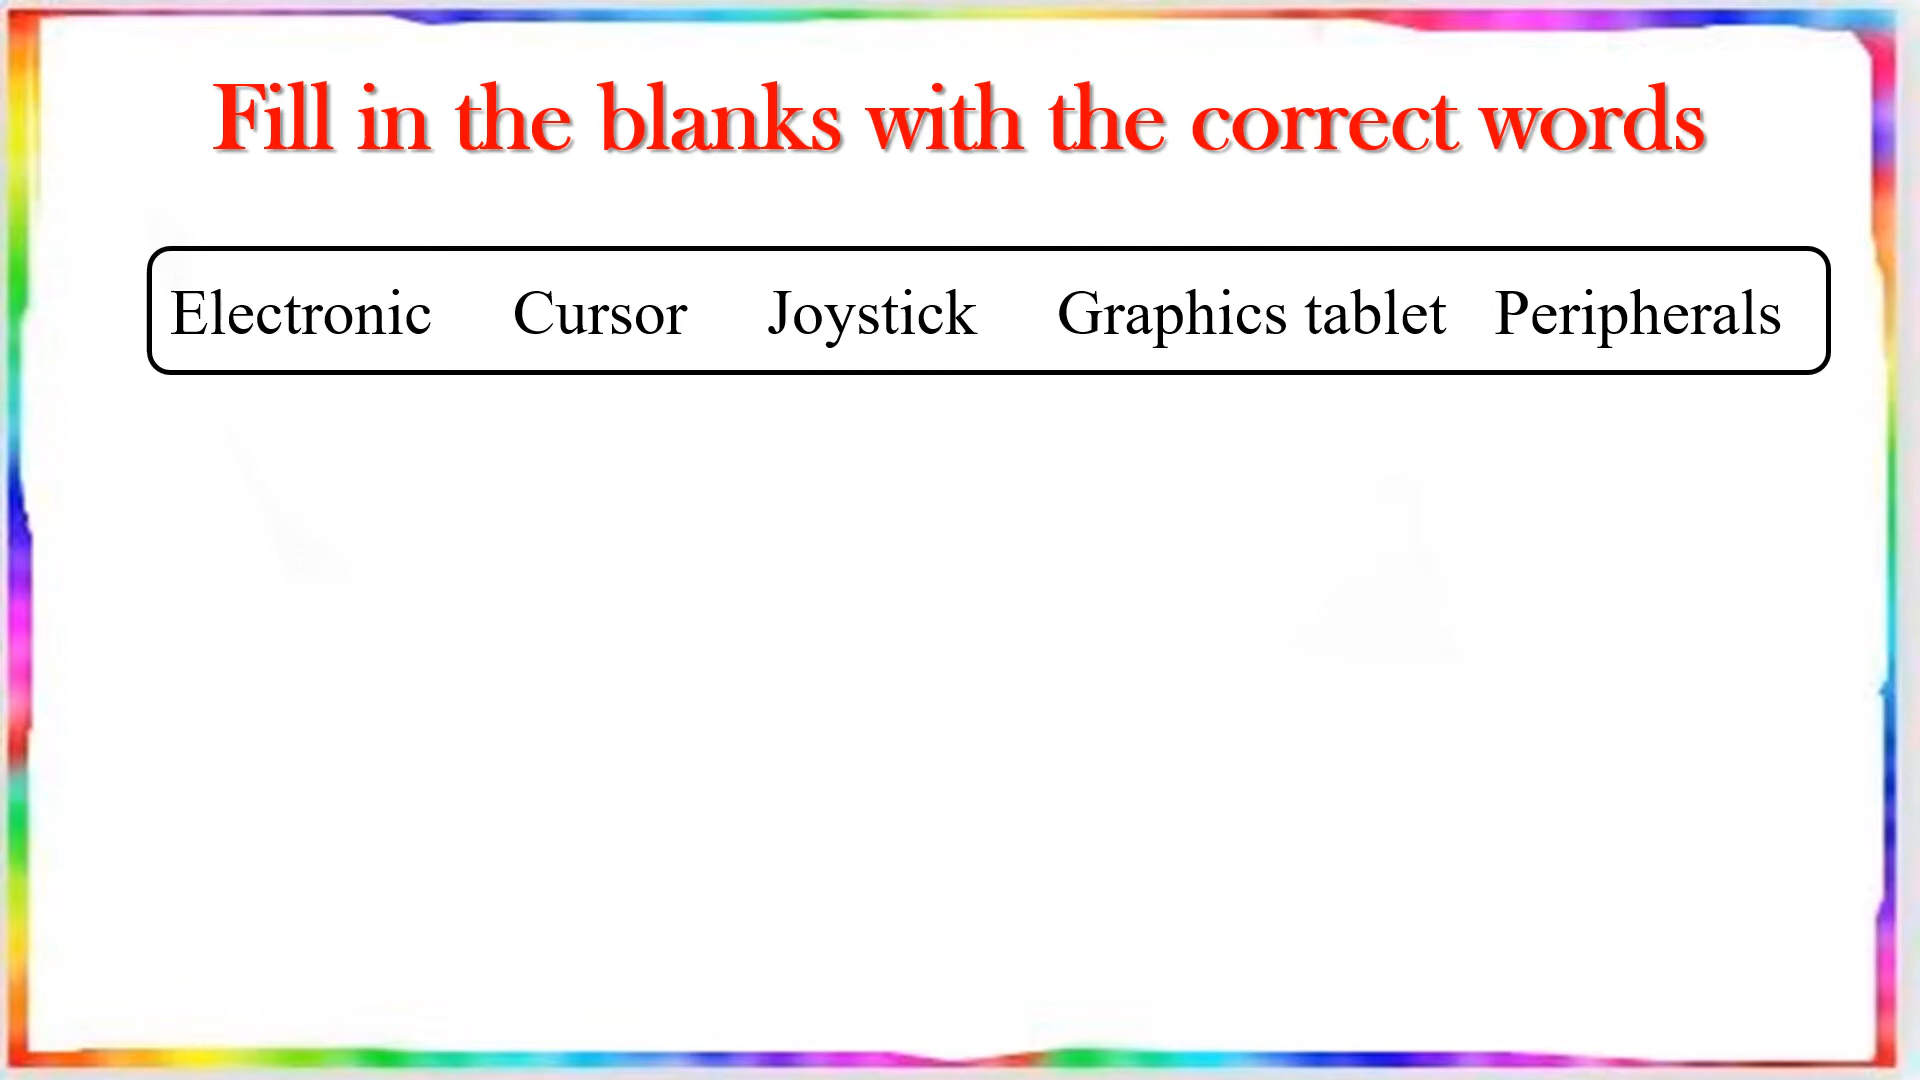 Fill in the blanks with the correct words
Electronic Cursor Joystick Graphics tablet Peripherals